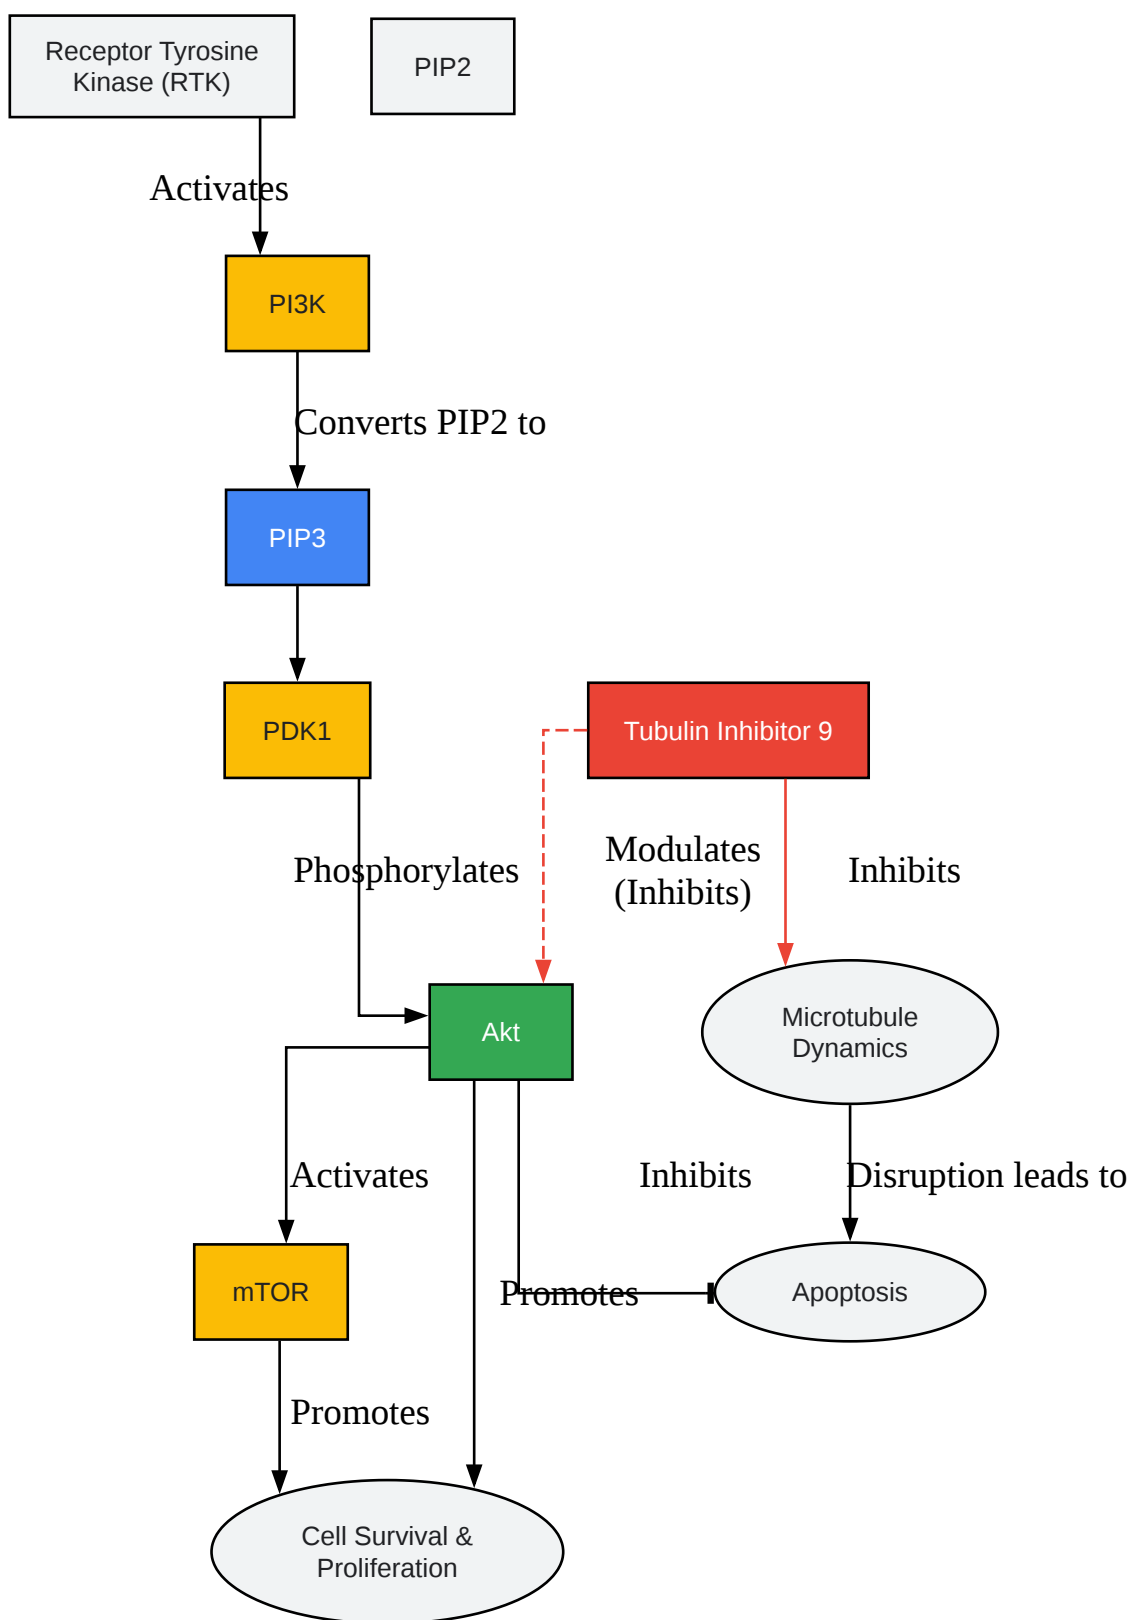 Receptor Tyrosine
Kinase (RTK)
PIP2
Activates
PI3K
Converts PIP2 to
PIP3
PDK1
Tubulin Inhibitor 9
Phosphorylates
Modulates
(Inhibits)
Inhibits
Akt
Microtubule
Dynamics
Activates
Inhibits
Disruption leads to
mTOR
Promotes
Apoptosis
Promotes
Cell Survival &
Proliferation